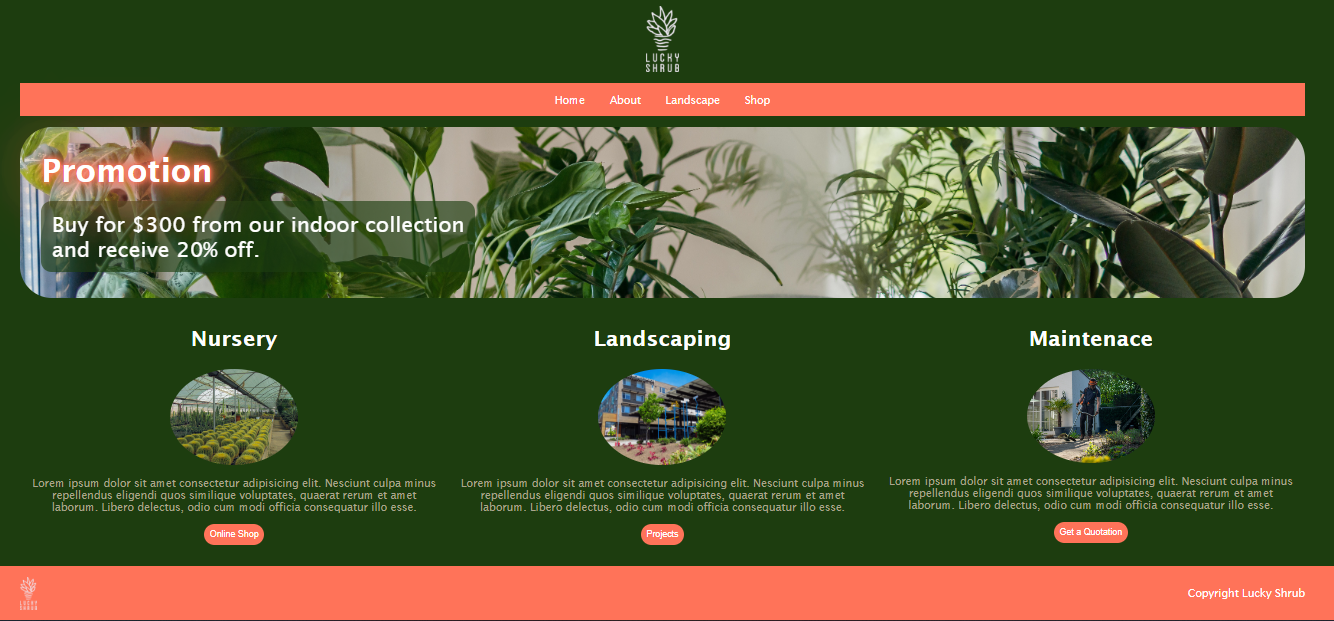 LUCKY
SHRUB
Home About Landscape Shop
Promotion
Buy for $300 from our indoor collection
and receive 20% off.
Nursery
Lorem ipsum dolor sit amet consectetur adipisicing elit. Nesciunt culpa minus
repellendus eligendi quos similique voluptates, quaerat rerum et amet
laborum. Libero delectus, odio cum modi officia consequatur illo esse.
Online Shop
Landscaping
Lorem ipsum dolor sit amet consectetur adipisicing elit. Nesciunt culpa minus
repellendus eligendi quos similique voluptates, quaerat rerum et amet
laborum. Libero delectus, odio cum modi officia consequatur illo esse.
Projects
Maintenace
Lorem ipsum dolor sit amet consectetur adipisicing elit. Nesciunt culpa minus
repellendus eligendi quos similique voluptates, quaerat rerum et amet
laborum. Libero delectus, odio cum modi officia consequatur illo esse.
Get a Quotation
LUCKY
SHRUB
Copyright Lucky Shrub